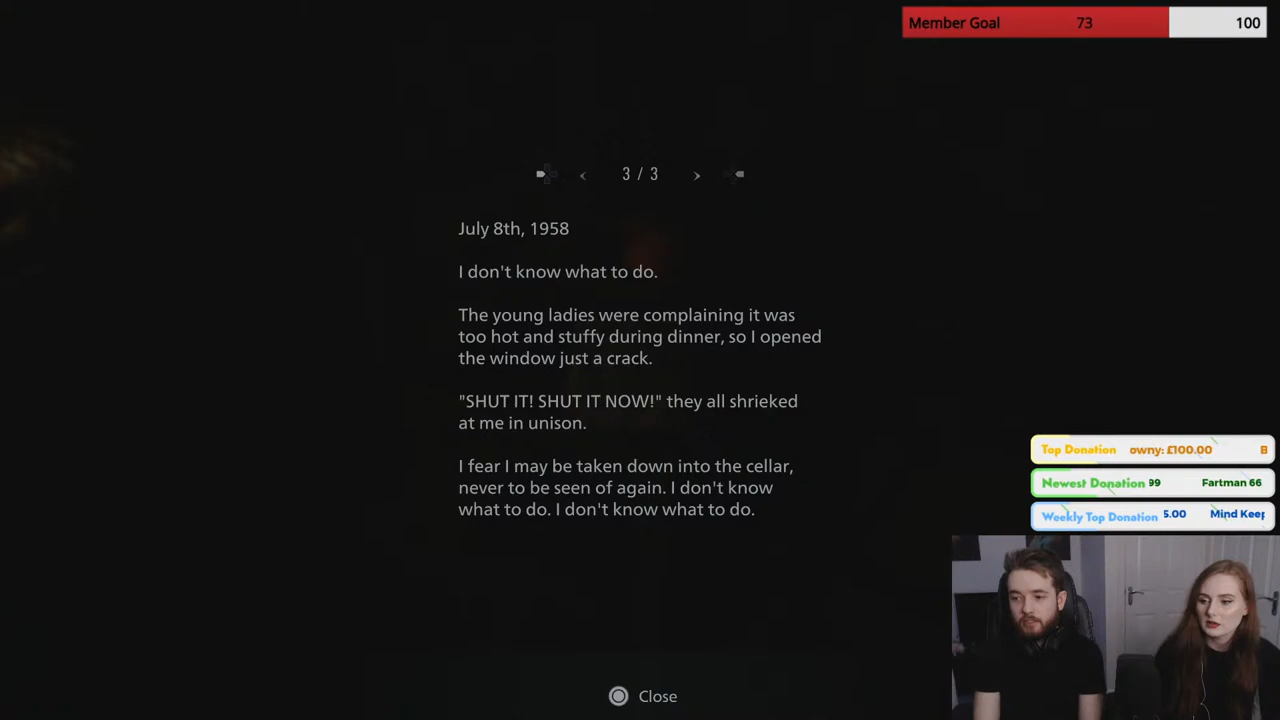 Member Goal 73 100
3 / 3
July 8th, 1958
I don't know what to do.
The young ladies were complaining it was
too hot and stuffy during dinner, so I opened
the window just a crack.
"SHUT IT! SHUT IT NOW!" they all shrieked
at me in unison.
I fear I may be taken down into the cellar,
never to be seen of again. I don't know
what to do. I don't know what to do.
Top Donation owny: £100.00 B
Newest Donation 99 Fartman 66
Weekly Top Donation 5.00 Mind Keep
Close